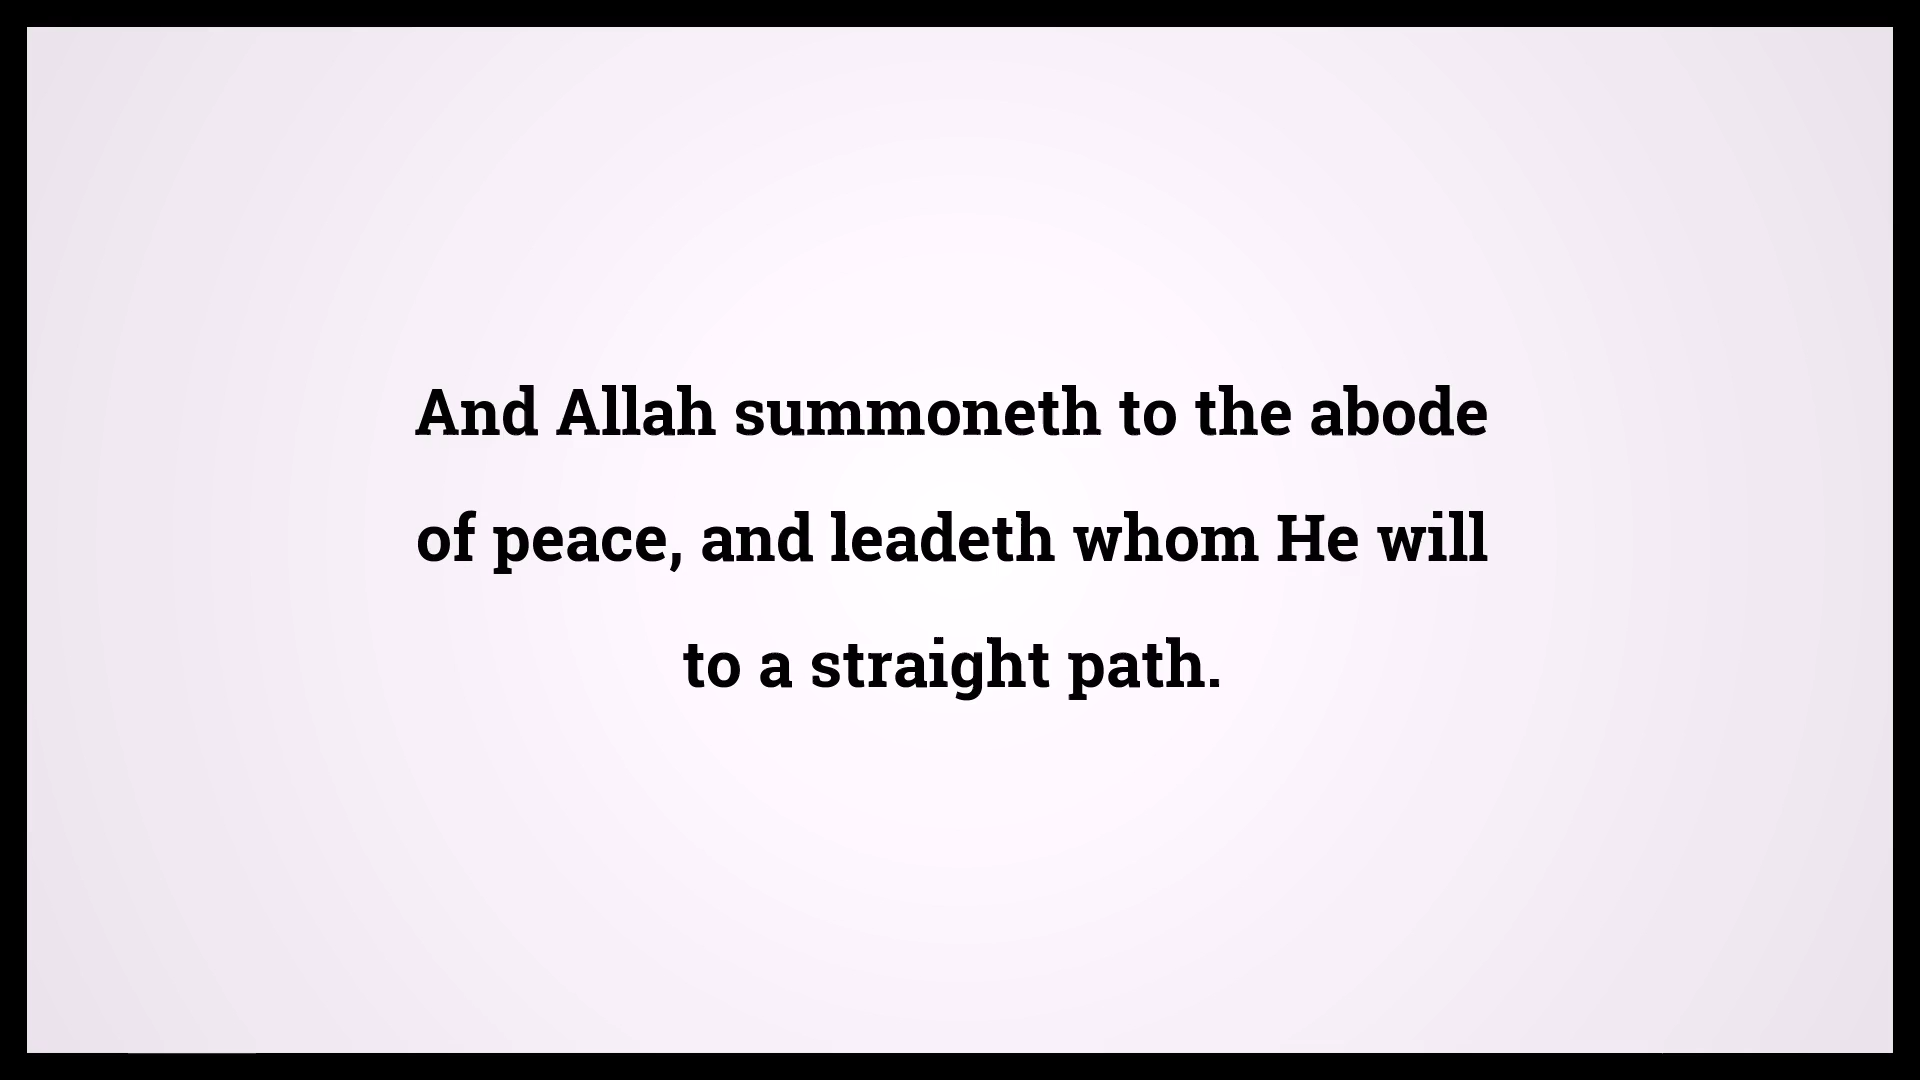 And Allah summoneth to the abode
of peace, and leadeth whom He will
to a straight path.